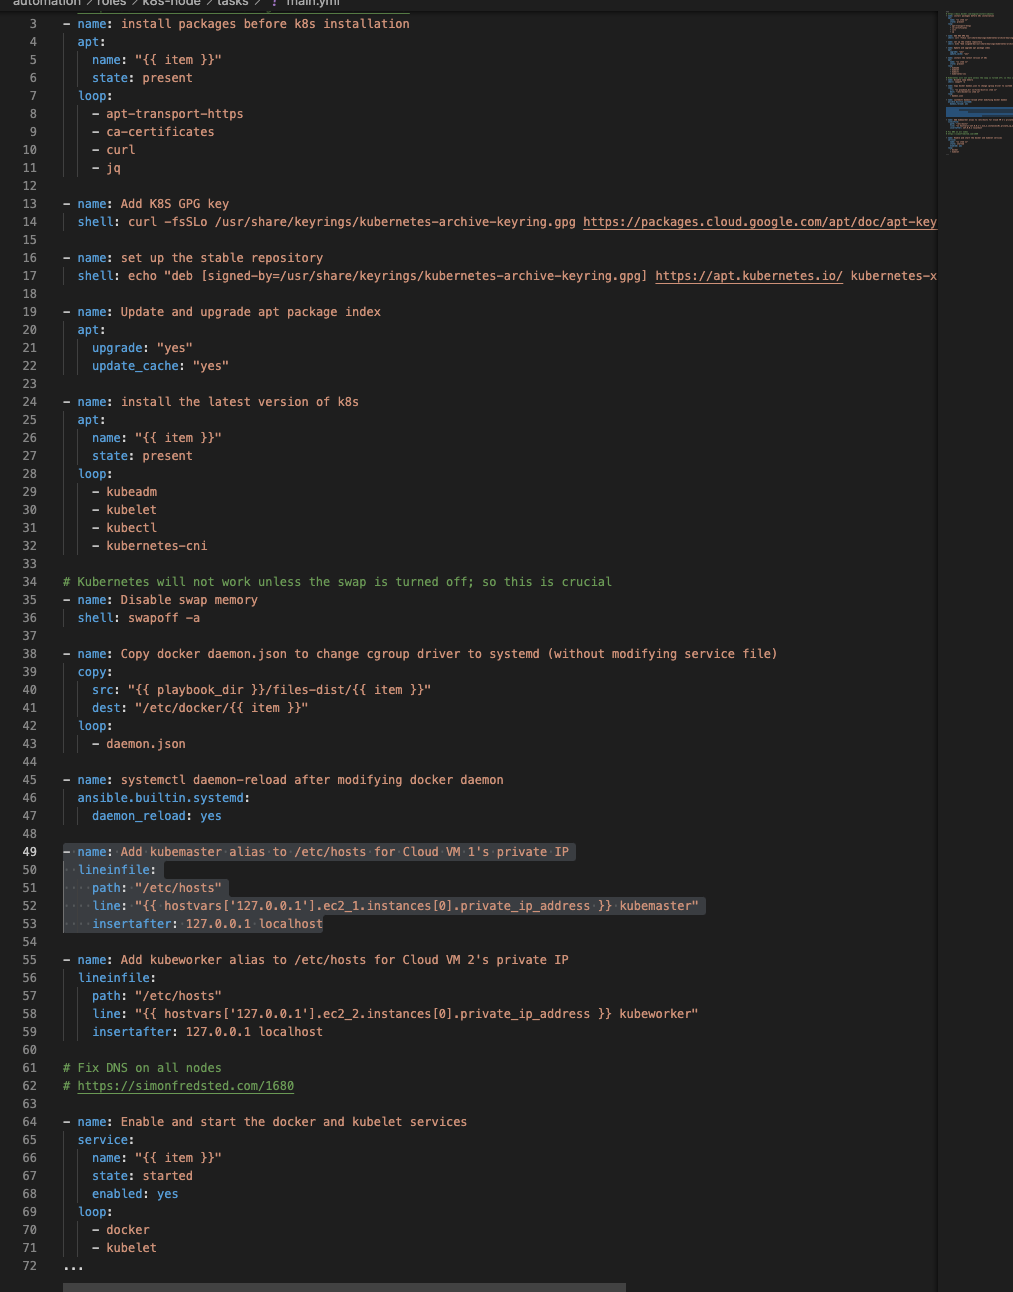 automation > roles > k8s-node > tasks > ! main.yml
3 - name: install packages before k8s installation
4 apt:
5 name: "{{ item }}"
6 state: present
7 loop:
8 - apt-transport-https
9 - ca-certificates
10 - curl
11 - jq
12
13 - name: Add K8S GPG key
14 shell: curl -fsSLo /usr/share/keyrings/kubernetes-archive-keyring.gpg https://packages.cloud.google.com/apt/doc/apt-key
15
16 - name: set up the stable repository
17 shell: echo "deb [signed-by=/usr/share/keyrings/kubernetes-archive-keyring.gpg] https://apt.kubernetes.io/ kubernetes-x
18
19 - name: Update and upgrade apt package index
20 apt:
21 upgrade: "yes"
22 update_cache: "yes"
23
24 - name: install the latest version of k8s
25 apt:
26 name: "{{ item }}"
27 state: present
28 loop:
29 - kubeadm
30 - kubelet
31 - kubectl
32 - kubernetes-cni
33
34 # Kubernetes will not work unless the swap is turned off; so this is crucial
35 - name: Disable swap memory
36 shell: swapoff -a
37
38 - name: Copy docker daemon.json to change cgroup driver to systemd (without modifying service file)
39 copy:
40 src: "{{ playbook_dir }}/files-dist/{{ item }}"
41 dest: "/etc/docker/{{ item }}"
42 loop:
43 - daemon.json
44
45 - name: systemctl daemon-reload after modifying docker daemon
46 ansible.builtin.systemd:
47 daemon_reload: yes
48
49 - name: Add kubemaster alias to /etc/hosts for Cloud VM 1's private IP
50 lineinfile:
51 path: "/etc/hosts"
52 line: "{{ hostvars['127.0.0.1'].ec2_1.instances[0].private_ip_address }} kubemaster"
53 insertafter: 127.0.0.1 localhost
54
55 - name: Add kubeworker alias to /etc/hosts for Cloud VM 2's private IP
56 lineinfile:
57 path: "/etc/hosts"
58 line: "{{ hostvars['127.0.0.1'].ec2_2.instances[0].private_ip_address }} kubeworker"
59 insertafter: 127.0.0.1 localhost
60
61 # Fix DNS on all nodes
62 # https://simonfredsted.com/1680
63
64 - name: Enable and start the docker and kubelet services
65 service:
66 name: "{{ item }}"
67 state: started
68 enabled: yes
69 loop:
70 - docker
71 - kubelet
72 ...